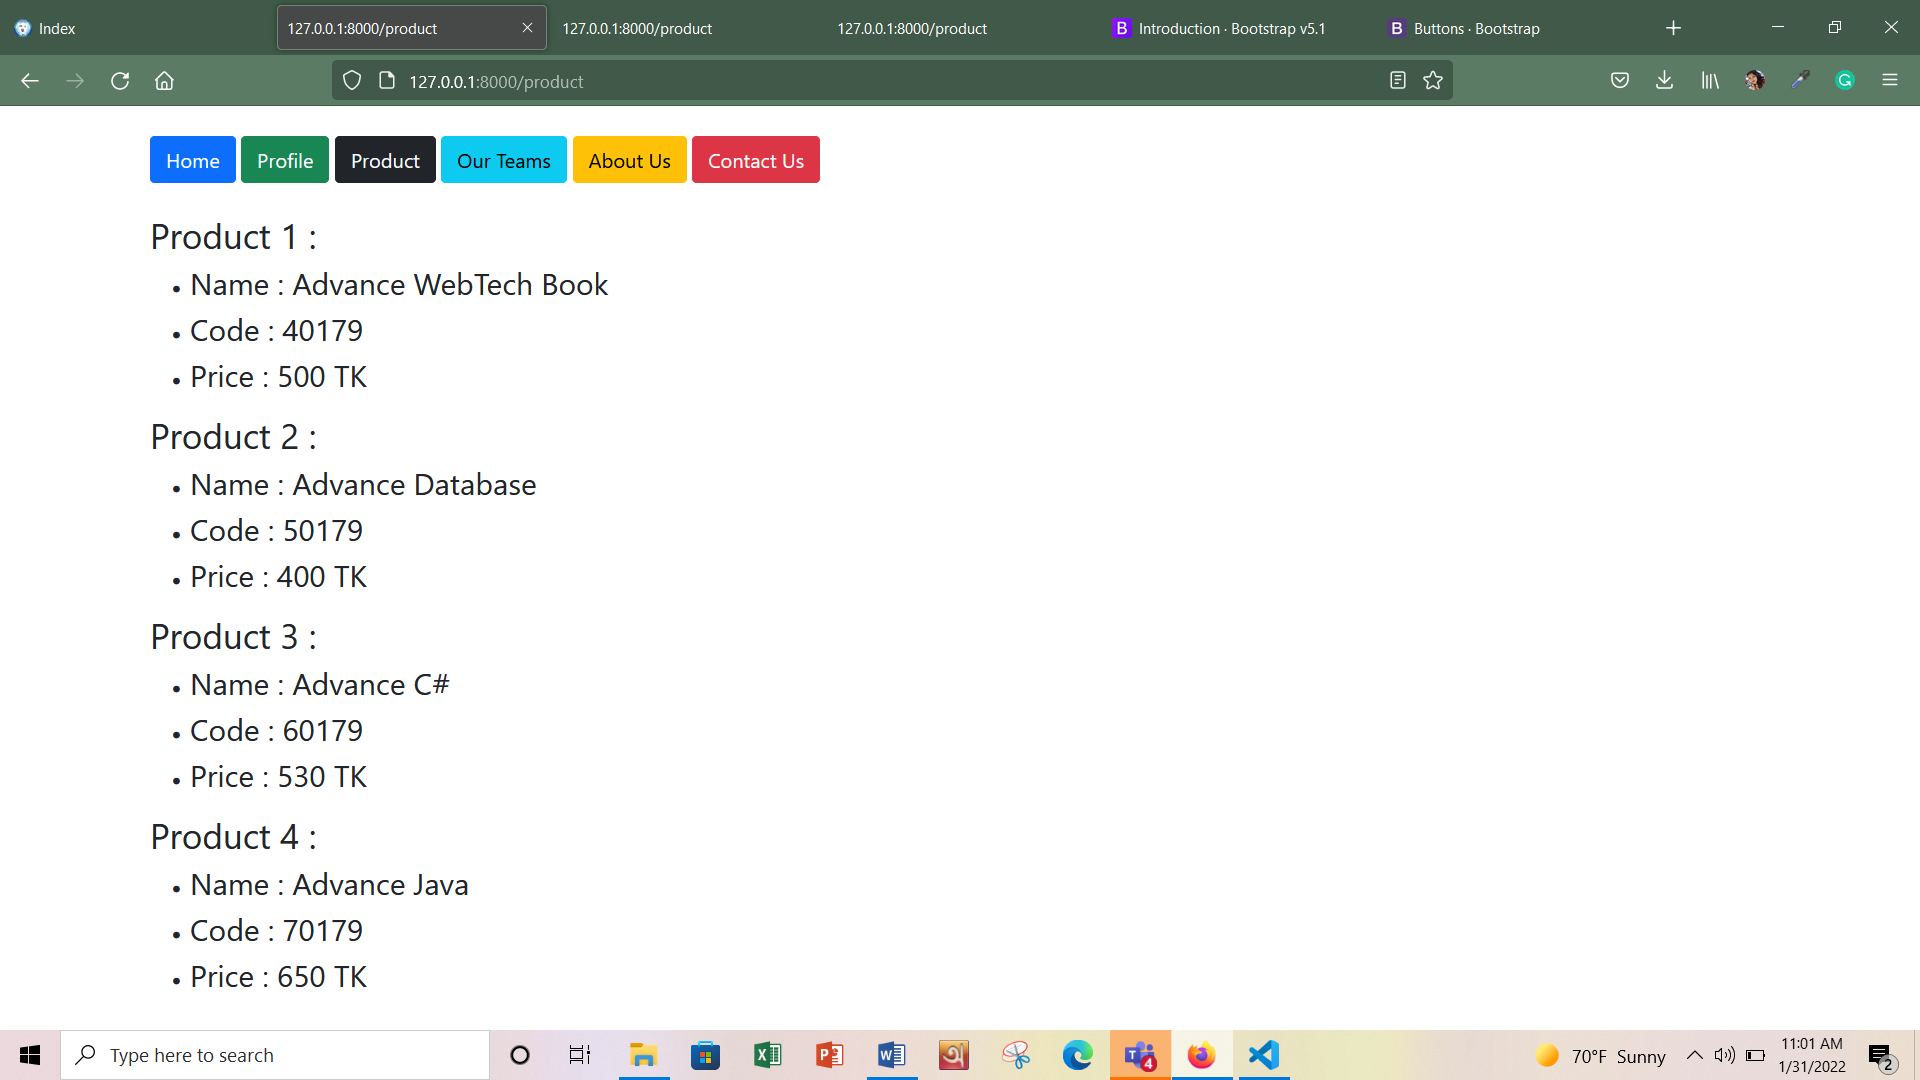 Index
127.0.0.1:8000/product
127.0.0.1:8000/product
127.0.0.1:8000/product
B Introduction · Bootstrap v5.1
B Buttons · Bootstrap
127.0.0.1:8000/product
Home Profile Product Our Teams About Us Contact Us
Product 1 :
• Name : Advance WebTech Book
• Code : 40179
• Price : 500 TK
Product 2 :
• Name : Advance Database
• Code : 50179
• Price : 400 TK
Product 3 :
• Name : Advance C#
• Code : 60179
• Price : 530 TK
Product 4 :
• Name : Advance Java
• Code : 70179
• Price : 650 TK
Type here to search
4
70°F Sunny
11:01 AM
1/31/2022
2